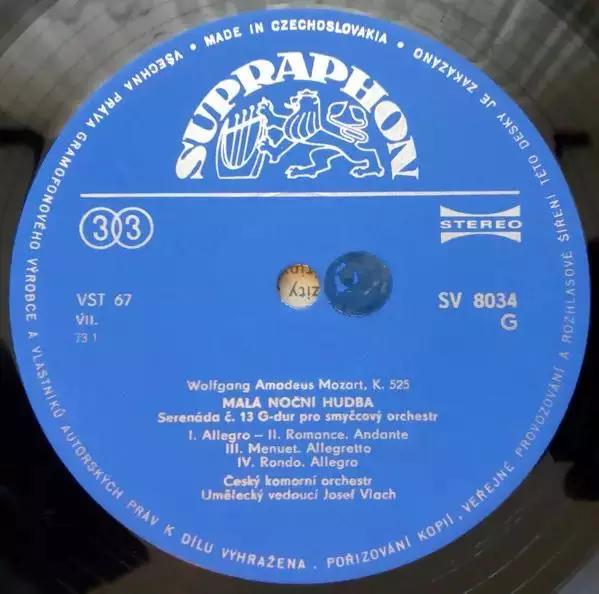 VŠECHNA PRÁVA GRAMOFONOVÉHO VÝROBCE A VLASTNÍKŮ AUTORSKÝCH PRÁV K DÍLU VYHRAŽENA. POŘIZOVÁNÍ KOPIÍ, VEŘEJNÉ PROVOZOVÁNÍ A ROZHLASOVÉ ŠÍŘENÍ TÉTO DESKY JE ZAKÁZÁNO
• MADE IN CZECHOSLOVAKIA •
SUPRAPHON
33
STEREO
VST 67
SV 8034
VII.
G
73 1
zity
Wolfgang Amadeus Mozart, K. 525
MALÁ NOČNÍ HUDBA
Serenáda č. 13 G-dur pro smyčcový orchestr
I. Allegro – II. Romance. Andante
III. Menuet. Allegretto
IV. Rondo. Allegro
Český komorní orchestr
Umělecký vedoucí Josef Vlach